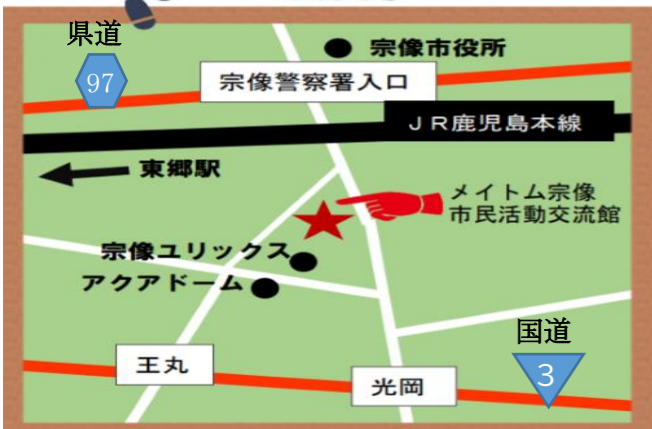 県道
97
宗像市役所
宗像警察署入口
JR鹿児島本線
東郷駅
メイトム宗像
市民活動交流館
宗像ユリックス
アクアドーム
国道
3
王丸
光岡